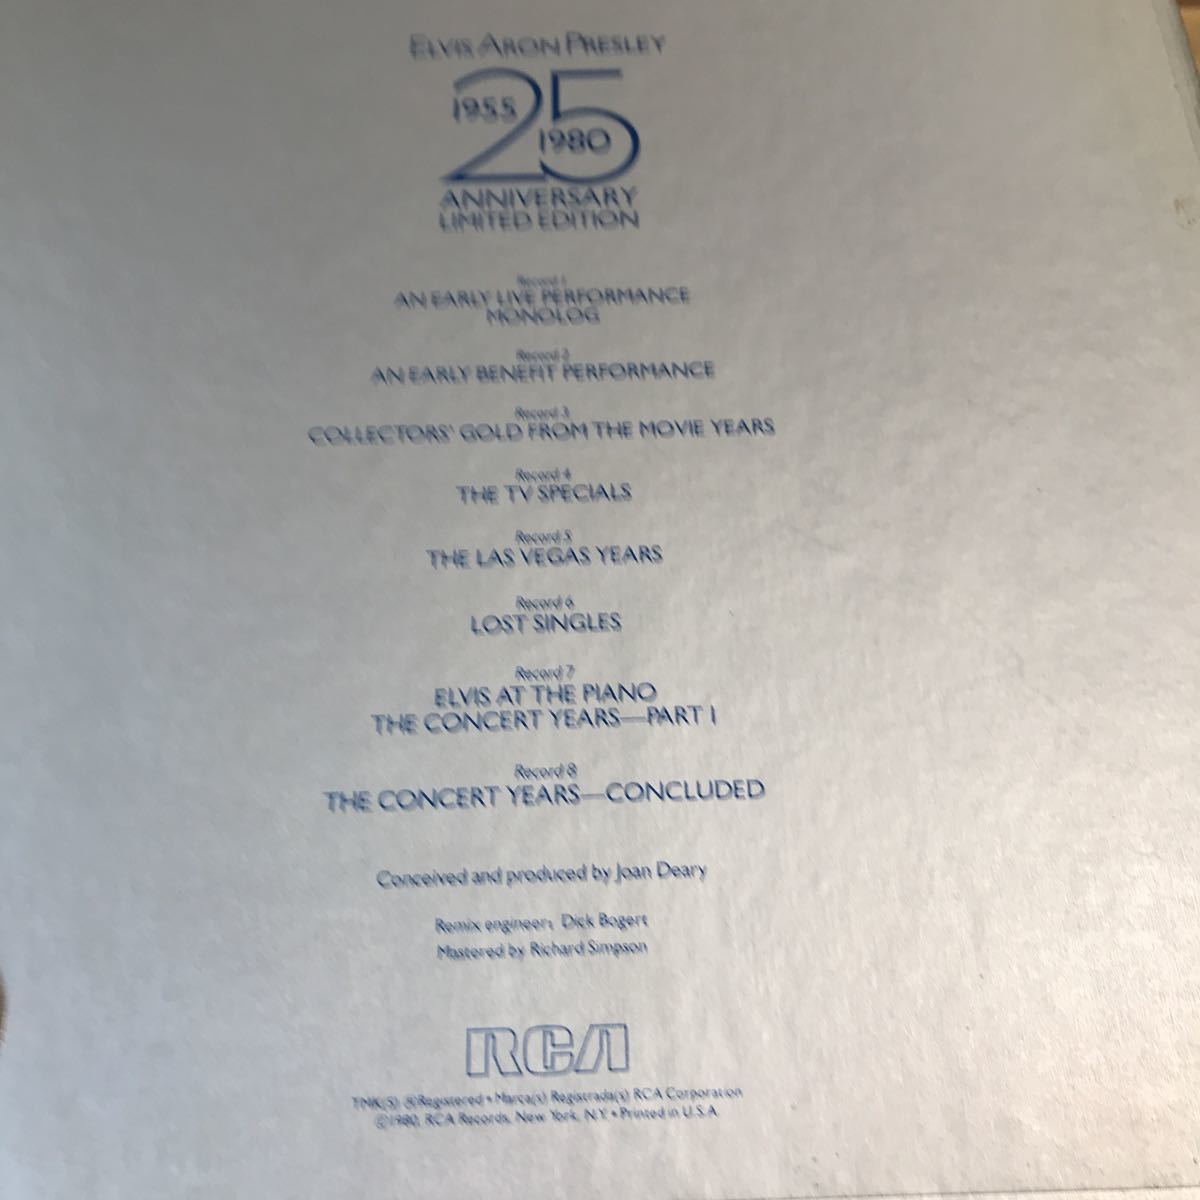 ELVIS ARON PRESLEY
25
1955
1980
ANNIVERSARY
LIMITED EDITION
Record 1
AN EARLY LIVE PERFORMANCE
MONOLOG
Record 2
AN EARLY BENEFIT PERFORMANCE
Record 3
COLLECTORS' GOLD FROM THE MOVIE YEARS
Record 4
THE TV SPECIALS
Record 5
THE LAS VEGAS YEARS
Record 6
LOST SINGLES
Record 7
ELVIS AT THE PIANO
THE CONCERT YEARS—PART I
Record 8
THE CONCERT YEARS—CONCLUDED
Conceived and produced by Joan Deary
Remix engineer: Dick Bogert
Mastered by Richard Simpson
RCA
TMK(S) ® Registered • Marca(s) Registrada(s) RCA Corporation
©1980, RCA Records, New York, N.Y. • Printed in U.S.A.